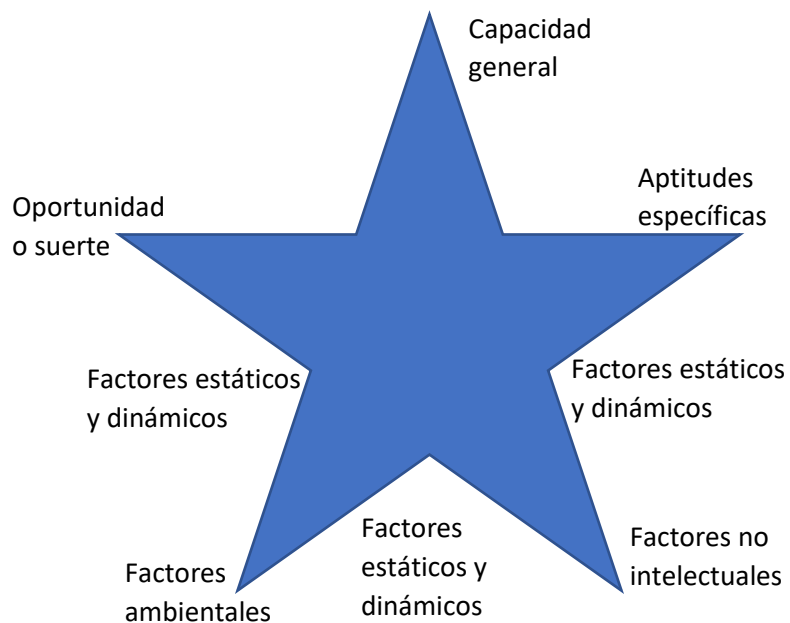 Capacidad
general
Aptitudes
específicas
Oportunidad
o suerte
Factores estáticos
y dinámicos
Factores estáticos
y dinámicos
Factores
estáticos y
dinámicos
Factores no
intelectuales
Factores
ambientales